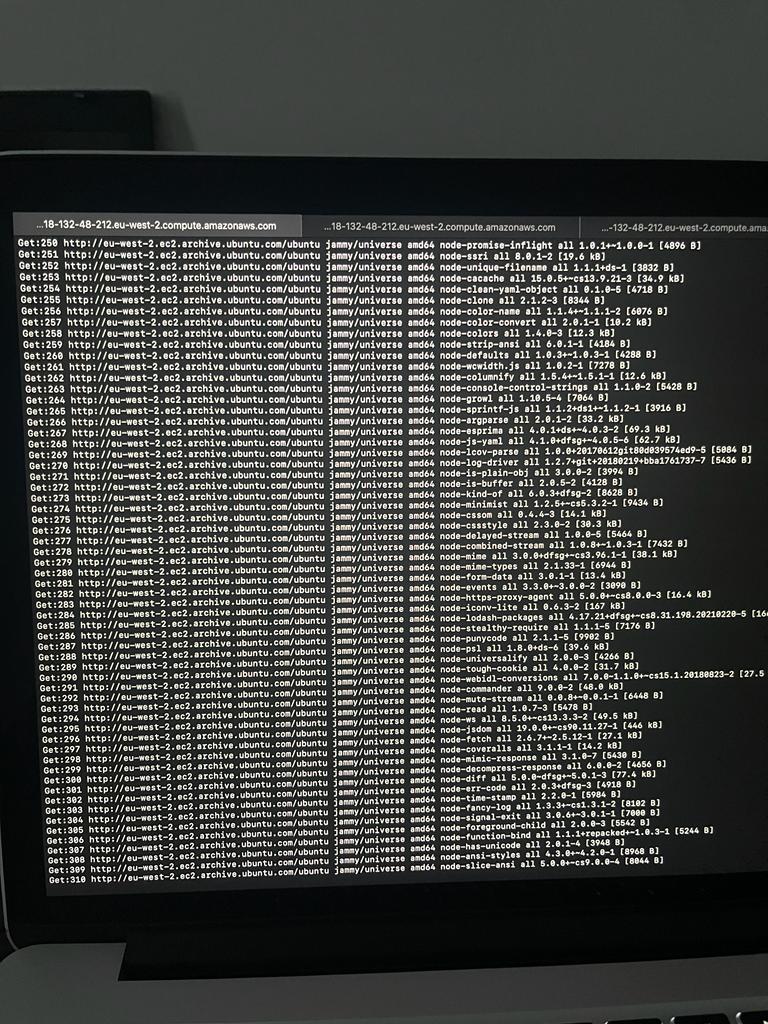 ...18-132-48-212.eu-west-2.compute.amazonaws.com
...18-132-48-212.eu-west-2.compute.amazonaws.com
...-132-48-212.eu-west-2.compute.ama
Get:250 http://eu-west-2.ec2.archive.ubuntu.com/ubuntu jammy/universe amd64 node-promise-inflight all 1.0.1+~1.0.0-1 [4896 B]
Get:251 http://eu-west-2.ec2.archive.ubuntu.com/ubuntu jammy/universe amd64 node-ssri all 8.0.1-2 [19.6 kB]
Get:252 http://eu-west-2.ec2.archive.ubuntu.com/ubuntu jammy/universe amd64 node-unique-filename all 1.1.1+ds-1 [3832 B]
Get:253 http://eu-west-2.ec2.archive.ubuntu.com/ubuntu jammy/universe amd64 node-cacache all 15.0.5+~cs13.9.21-3 [34.9 kB]
Get:254 http://eu-west-2.ec2.archive.ubuntu.com/ubuntu jammy/universe amd64 node-clean-yaml-object all 0.1.0-5 [4718 B]
Get:255 http://eu-west-2.ec2.archive.ubuntu.com/ubuntu jammy/universe amd64 node-clone all 2.1.2-3 [8344 B]
Get:256 http://eu-west-2.ec2.archive.ubuntu.com/ubuntu jammy/universe amd64 node-color-name all 1.1.4+~1.1.1-2 [6076 B]
Get:257 http://eu-west-2.ec2.archive.ubuntu.com/ubuntu jammy/universe amd64 node-color-convert all 2.0.1-1 [10.2 kB]
Get:258 http://eu-west-2.ec2.archive.ubuntu.com/ubuntu jammy/universe amd64 node-colors all 1.4.0-3 [12.3 kB]
Get:259 http://eu-west-2.ec2.archive.ubuntu.com/ubuntu jammy/universe amd64 node-strip-ansi all 6.0.1-1 [4184 B]
Get:260 http://eu-west-2.ec2.archive.ubuntu.com/ubuntu jammy/universe amd64 node-defaults all 1.0.3+~1.0.3-1 [4288 B]
Get:261 http://eu-west-2.ec2.archive.ubuntu.com/ubuntu jammy/universe amd64 node-wcwidth.js all 1.0.2-1 [7278 B]
Get:262 http://eu-west-2.ec2.archive.ubuntu.com/ubuntu jammy/universe amd64 node-columnify all 1.5.4+~1.5.1-1 [12.6 kB]
Get:263 http://eu-west-2.ec2.archive.ubuntu.com/ubuntu jammy/universe amd64 node-console-control-strings all 1.1.0-2 [5428 B]
Get:264 http://eu-west-2.ec2.archive.ubuntu.com/ubuntu jammy/universe amd64 node-growl all 1.10.5-4 [7064 B]
Get:265 http://eu-west-2.ec2.archive.ubuntu.com/ubuntu jammy/universe amd64 node-sprintf-js all 1.1.2+ds1+~1.1.2-1 [3916 B]
Get:266 http://eu-west-2.ec2.archive.ubuntu.com/ubuntu jammy/universe amd64 node-argparse all 2.0.1-2 [33.2 kB]
Get:267 http://eu-west-2.ec2.archive.ubuntu.com/ubuntu jammy/universe amd64 node-esprima all 4.0.1+ds+~4.0.3-2 [69.3 kB]
Get:268 http://eu-west-2.ec2.archive.ubuntu.com/ubuntu jammy/universe amd64 node-js-yaml all 4.1.0+dfsg+~4.0.5-6 [62.7 kB]
Get:269 http://eu-west-2.ec2.archive.ubuntu.com/ubuntu jammy/universe amd64 node-lcov-parse all 1.0.0+20170612git80d039574ed9-5 [5084 B]
Get:270 http://eu-west-2.ec2.archive.ubuntu.com/ubuntu jammy/universe amd64 node-log-driver all 1.2.7+git+20180219+bba1761737-7 [5436 B]
Get:271 http://eu-west-2.ec2.archive.ubuntu.com/ubuntu jammy/universe amd64 node-is-plain-obj all 3.0.0-2 [3994 B]
Get:272 http://eu-west-2.ec2.archive.ubuntu.com/ubuntu jammy/universe amd64 node-is-buffer all 2.0.5-2 [4128 B]
Get:273 http://eu-west-2.ec2.archive.ubuntu.com/ubuntu jammy/universe amd64 node-kind-of all 6.0.3+dfsg-2 [8628 B]
Get:274 http://eu-west-2.ec2.archive.ubuntu.com/ubuntu jammy/universe amd64 node-minimist all 1.2.5+~cs5.3.2-1 [9434 B]
Get:275 http://eu-west-2.ec2.archive.ubuntu.com/ubuntu jammy/universe amd64 node-cssom all 0.4.4-3 [14.1 kB]
Get:276 http://eu-west-2.ec2.archive.ubuntu.com/ubuntu jammy/universe amd64 node-cssstyle all 2.3.0-2 [30.3 kB]
Get:277 http://eu-west-2.ec2.archive.ubuntu.com/ubuntu jammy/universe amd64 node-delayed-stream all 1.0.0-5 [5464 B]
Get:278 http://eu-west-2.ec2.archive.ubuntu.com/ubuntu jammy/universe amd64 node-combined-stream all 1.0.8+~1.0.3-1 [7432 B]
Get:279 http://eu-west-2.ec2.archive.ubuntu.com/ubuntu jammy/universe amd64 node-mime all 3.0.0+dfsg+~cs3.96.1-1 [38.1 kB]
Get:280 http://eu-west-2.ec2.archive.ubuntu.com/ubuntu jammy/universe amd64 node-mime-types all 2.1.33-1 [6944 B]
Get:281 http://eu-west-2.ec2.archive.ubuntu.com/ubuntu jammy/universe amd64 node-form-data all 3.0.1-1 [13.4 kB]
Get:282 http://eu-west-2.ec2.archive.ubuntu.com/ubuntu jammy/universe amd64 node-events all 3.3.0+~3.0.0-2 [3090 B]
Get:283 http://eu-west-2.ec2.archive.ubuntu.com/ubuntu jammy/universe amd64 node-https-proxy-agent all 5.0.0+~cs8.0.0-3 [16.4 kB]
Get:284 http://eu-west-2.ec2.archive.ubuntu.com/ubuntu jammy/universe amd64 node-iconv-lite all 0.6.3-2 [167 kB]
Get:285 http://eu-west-2.ec2.archive.ubuntu.com/ubuntu jammy/universe amd64 node-lodash-packages all 4.17.21+dfsg+~cs8.31.198.20210220-5 [16
Get:286 http://eu-west-2.ec2.archive.ubuntu.com/ubuntu jammy/universe amd64 node-stealthy-require all 1.1.1-5 [7176 B]
Get:287 http://eu-west-2.ec2.archive.ubuntu.com/ubuntu jammy/universe amd64 node-punycode all 2.1.1-5 [9902 B]
Get:288 http://eu-west-2.ec2.archive.ubuntu.com/ubuntu jammy/universe amd64 node-psl all 1.8.0+ds-6 [39.6 kB]
Get:289 http://eu-west-2.ec2.archive.ubuntu.com/ubuntu jammy/universe amd64 node-universalify all 2.0.0-3 [4266 B]
Get:290 http://eu-west-2.ec2.archive.ubuntu.com/ubuntu jammy/universe amd64 node-tough-cookie all 4.0.0-2 [31.7 kB]
Get:291 http://eu-west-2.ec2.archive.ubuntu.com/ubuntu jammy/universe amd64 node-webidl-conversions all 7.0.0~1.1.0+~cs15.1.20180823-2 [27.5
Get:292 http://eu-west-2.ec2.archive.ubuntu.com/ubuntu jammy/universe amd64 node-commander all 9.0.0-2 [48.0 kB]
Get:293 http://eu-west-2.ec2.archive.ubuntu.com/ubuntu jammy/universe amd64 node-mute-stream all 0.0.8+~0.0.1-1 [6448 B]
Get:294 http://eu-west-2.ec2.archive.ubuntu.com/ubuntu jammy/universe amd64 node-read all 1.0.7-3 [5478 B]
Get:295 http://eu-west-2.ec2.archive.ubuntu.com/ubuntu jammy/universe amd64 node-ws all 8.5.0+~cs13.3.3-2 [49.5 kB]
Get:296 http://eu-west-2.ec2.archive.ubuntu.com/ubuntu jammy/universe amd64 node-jsdom all 19.0.0+~cs90.11.27-1 [446 kB]
Get:297 http://eu-west-2.ec2.archive.ubuntu.com/ubuntu jammy/universe amd64 node-fetch all 2.6.7+~2.5.12-1 [27.1 kB]
Get:298 http://eu-west-2.ec2.archive.ubuntu.com/ubuntu jammy/universe amd64 node-coveralls all 3.1.1-1 [14.2 kB]
Get:299 http://eu-west-2.ec2.archive.ubuntu.com/ubuntu jammy/universe amd64 node-mimic-response all 3.1.0-7 [5430 B]
Get:300 http://eu-west-2.ec2.archive.ubuntu.com/ubuntu jammy/universe amd64 node-decompress-response all 6.0.0-2 [4656 B]
Get:301 http://eu-west-2.ec2.archive.ubuntu.com/ubuntu jammy/universe amd64 node-diff all 5.0.0~dfsg+~5.0.1-3 [77.4 kB]
Get:302 http://eu-west-2.ec2.archive.ubuntu.com/ubuntu jammy/universe amd64 node-err-code all 2.0.3+dfsg-3 [4918 B]
Get:303 http://eu-west-2.ec2.archive.ubuntu.com/ubuntu jammy/universe amd64 node-time-stamp all 2.2.0-1 [5984 B]
Get:304 http://eu-west-2.ec2.archive.ubuntu.com/ubuntu jammy/universe amd64 node-fancy-log all 1.3.3+~cs1.3.1-2 [8102 B]
Get:305 http://eu-west-2.ec2.archive.ubuntu.com/ubuntu jammy/universe amd64 node-signal-exit all 3.0.6+~3.0.1-1 [7000 B]
Get:306 http://eu-west-2.ec2.archive.ubuntu.com/ubuntu jammy/universe amd64 node-foreground-child all 2.0.0-3 [5542 B]
Get:307 http://eu-west-2.ec2.archive.ubuntu.com/ubuntu jammy/universe amd64 node-function-bind all 1.1.1+repacked+~1.0.3-1 [5244 B]
Get:308 http://eu-west-2.ec2.archive.ubuntu.com/ubuntu jammy/universe amd64 node-has-unicode all 2.0.1-4 [3948 B]
Get:309 http://eu-west-2.ec2.archive.ubuntu.com/ubuntu jammy/universe amd64 node-ansi-styles all 4.3.0+~4.2.0-1 [8968 B]
Get:310 http://eu-west-2.ec2.archive.ubuntu.com/ubuntu jammy/universe amd64 node-slice-ansi all 5.0.0+~cs9.0.0-4 [8044 B]